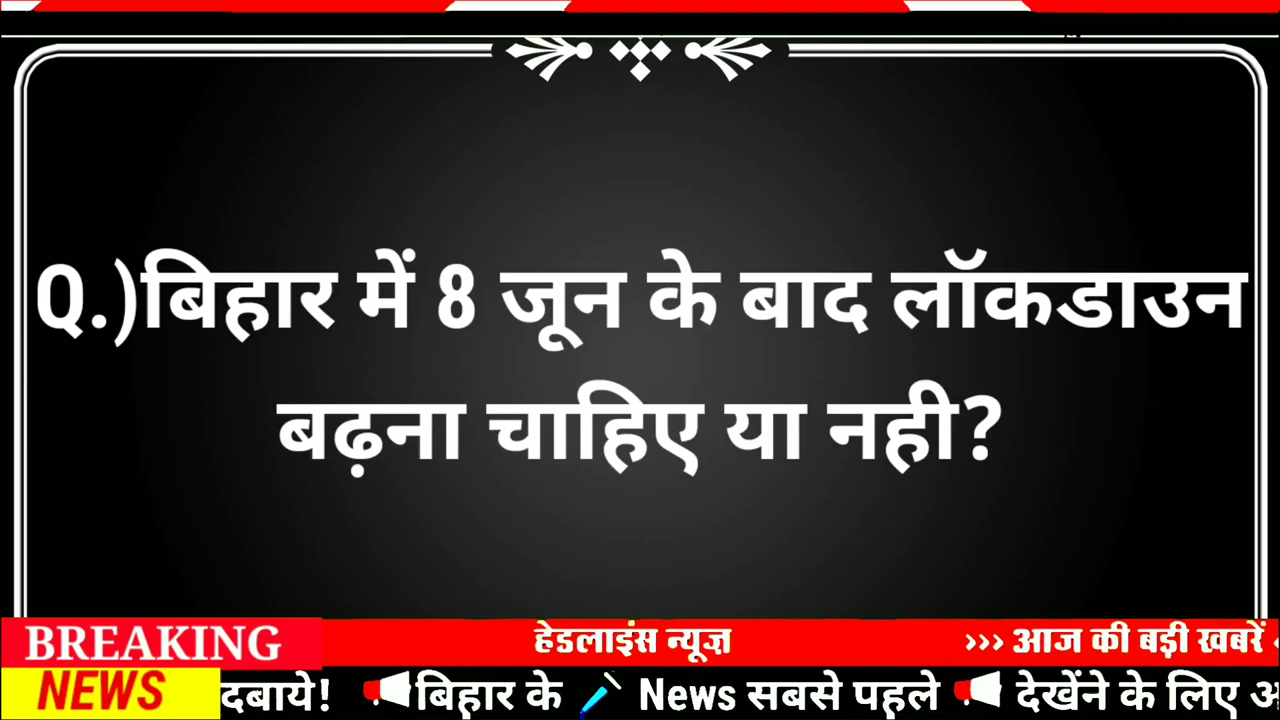 Q.)बिहार में 8 जून के बाद लॉकडाउन
बढ़ना चाहिए या नही?
BREAKING
NEWS
हेडलाइंस न्यूज़
››› आज की बड़ी खबरें
दबाये! बिहार के News सबसे पहले देखेंने के लिए